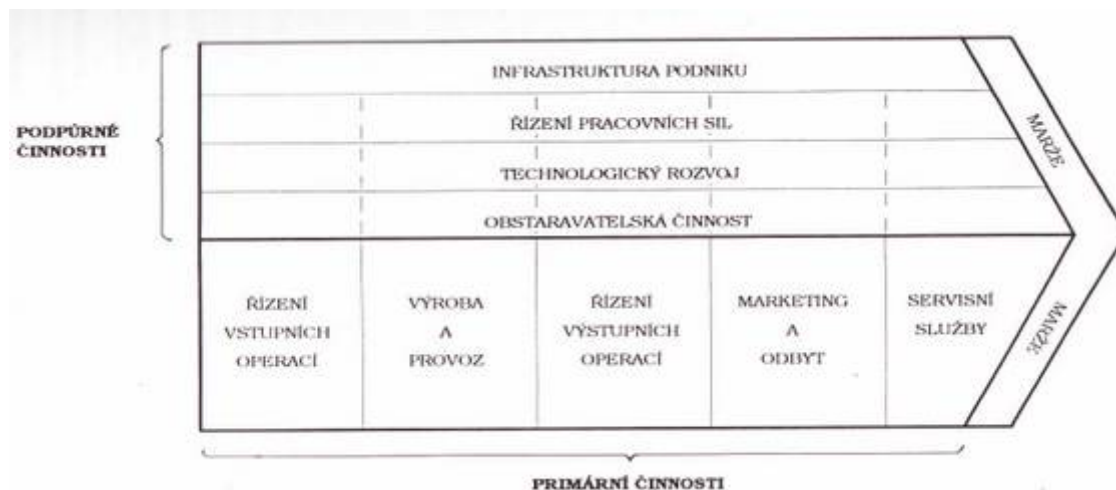 INFRASTRUKTURA PODNIKU
ŘÍZENÍ PRACOVNÍCH SIL
PODPŮRNÉ
ČINNOSTI
TECHNOLOGICKÝ ROZVOJ
OBSTARAVATELSKÁ ČINNOST
MARŽE
ŘÍZENÍ
VSTUPNÍCH
OPERACÍ
VÝROBA
A
PROVOZ
ŘÍZENÍ
VÝSTUPNÍCH
OPERACÍ
MARKETING
A
ODBYT
SERVISNÍ
SLUŽBY
MARŽE
PRIMÁRNÍ ČINNOSTI